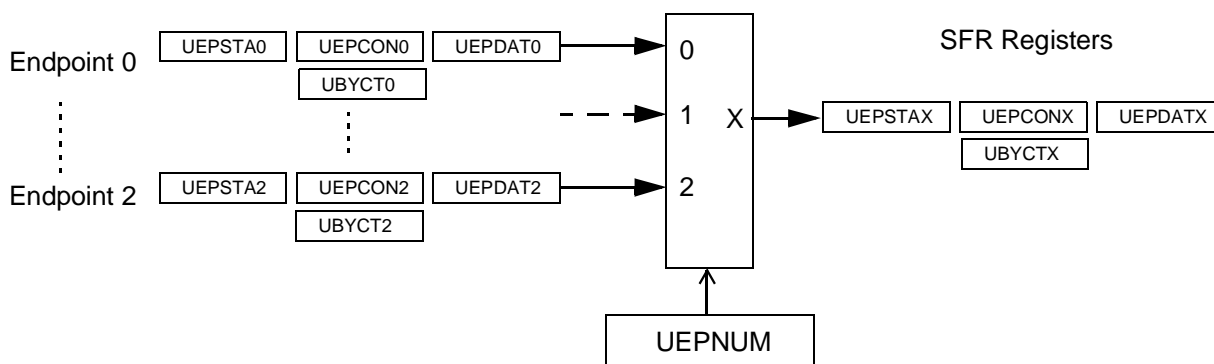 Endpoint 0 UEPSTA0 UEPCON0 UEPDAT0 0 SFR Registers
UBYCT0
1 X UEPSTAX UEPCONX UEPDATX
UBYCTX
Endpoint 2 UEPSTA2 UEPCON2 UEPDAT2 2
UBYCT2
UEPNUM